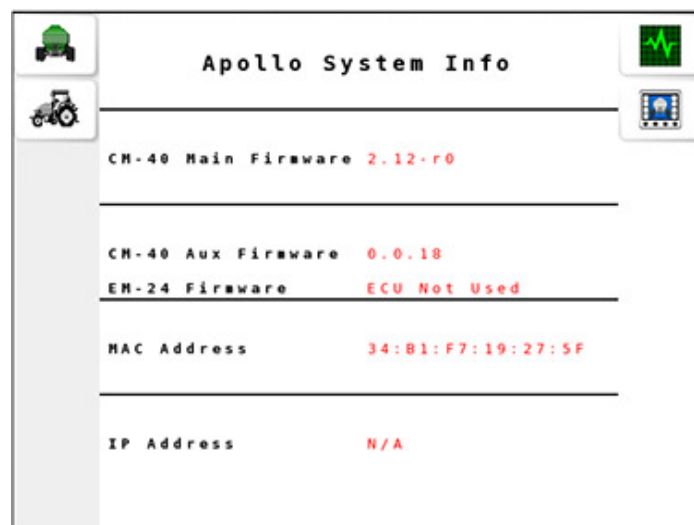 Apollo System Info
CM-40 Main Firmware 2.12-r0
CM-40 Aux Firmware 0.0.18
EM-24 Firmware ECU Not Used
MAC Address 34:B1:F7:19:27:5F
IP Address N/A